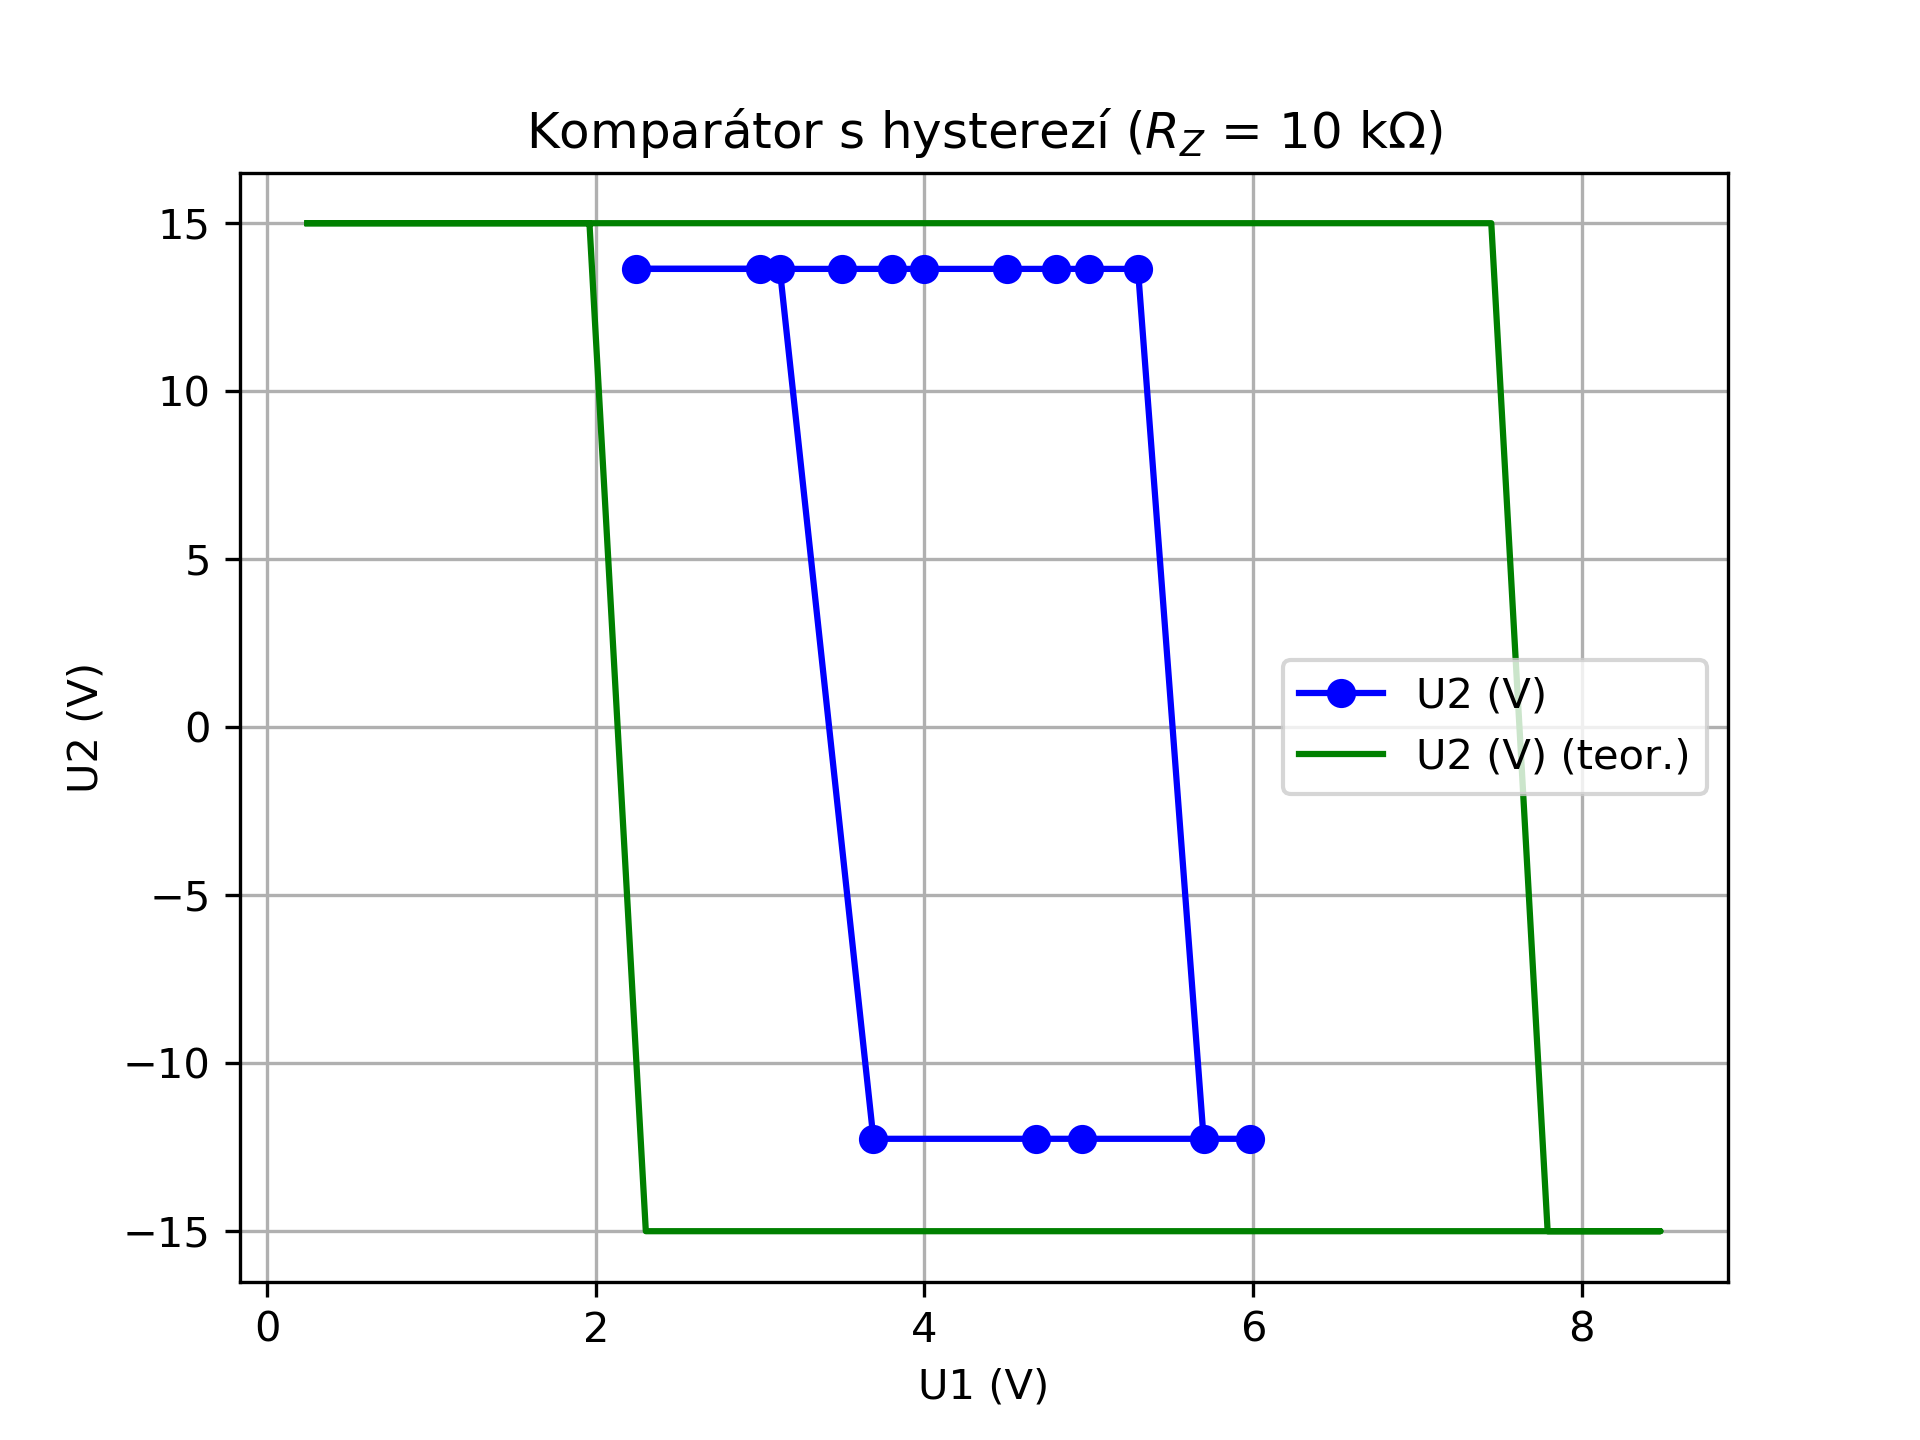 Komparátor s hysterezí (R_Z = 10 kΩ)
15
10
5
0
−5
−10
−15
U2 (V)
U2 (V)
U2 (V) (teor.)
0 2 4 6 8
U1 (V)